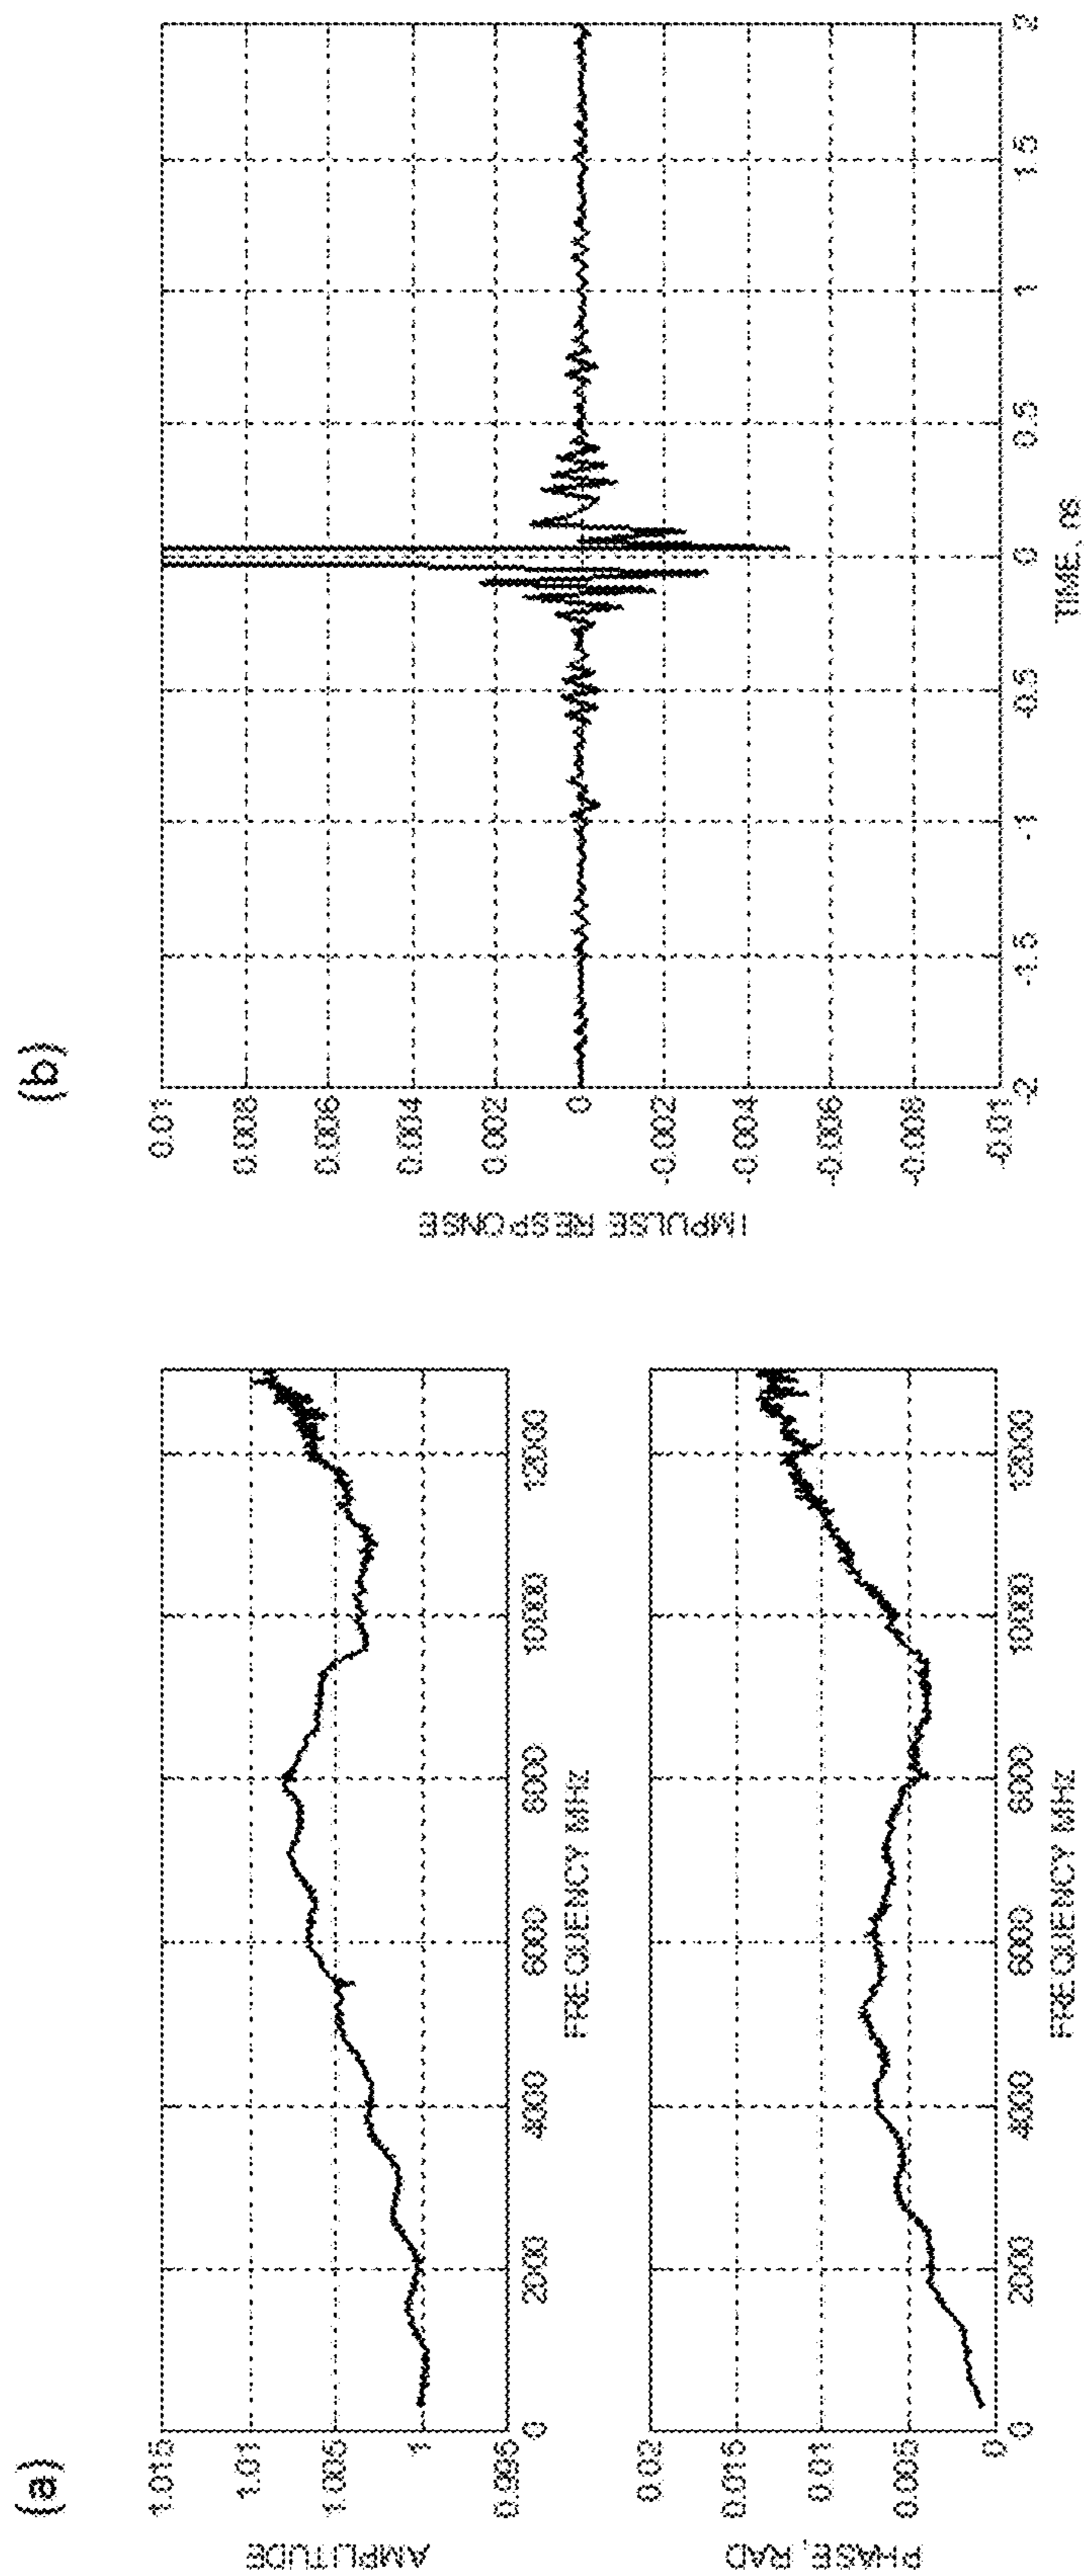 (a)
AMPLITUDE
1.015
1.01
1.005
1
0.995
0 2000 4000 6000 8000 10000 12000
FREQUENCY MHz
PHASE, RAD
0.02
0.015
0.01
0.005
0
0 2000 4000 6000 8000 10000 12000
FREQUENCY MHz
(b)
IMPULSE RESPONSE
0.01
0.008
0.006
0.004
0.002
0
-0.002
-0.004
-0.006
-0.008
-0.01
-2 -1.5 -1 -0.5 0 0.5 1 1.5 2
TIME, ns